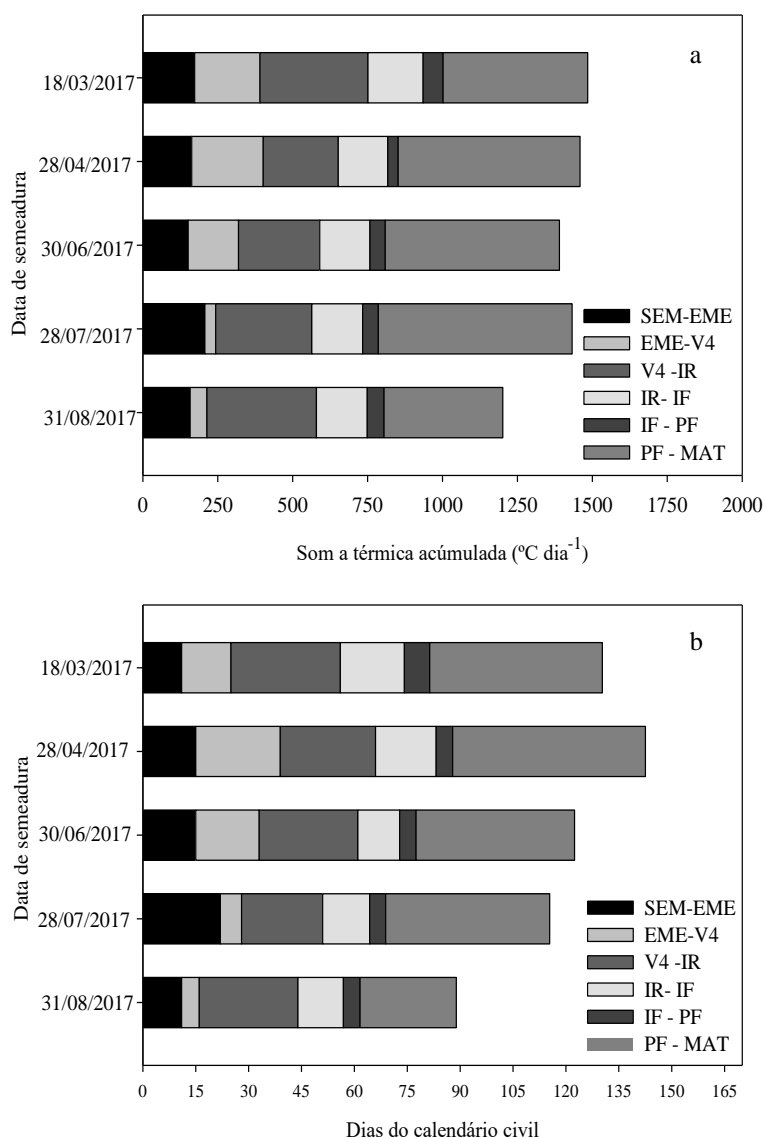 a
Data de semeadura
18/03/2017
28/04/2017
30/06/2017
28/07/2017
31/08/2017
SEM-EME
EME-V4
V4 -IR
IR- IF
IF - PF
PF - MAT
0 250 500 750 1000 1250 1500 1750 2000
Som a térmica acúmulada (ºC dia-1)
b
Data de semeadura
18/03/2017
28/04/2017
30/06/2017
28/07/2017
31/08/2017
SEM-EME
EME-V4
V4 -IR
IR- IF
IF - PF
PF - MAT
0 15 30 45 60 75 90 105 120 135 150 165
Dias do calendário civil